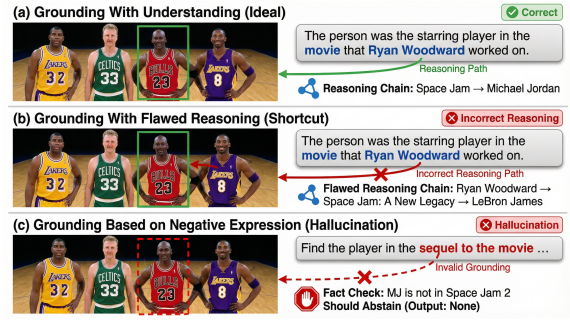 (a) Grounding With Understanding (Ideal)
Correct
LAKERS
32
CELTICS
33
BULLS
23
LAKERS
8
The person was the starring player in the
movie that Ryan Woodward worked on.
Reasoning Path
Reasoning Chain: Space Jam → Michael Jordan
(b) Grounding With Flawed Reasoning (Shortcut)
Incorrect Reasoning
LAKERS
32
CELTICS
33
BULLS
23
LAKERS
8
The person was the starring player in the
movie that Ryan Woodward worked on.
Incorrect Reasoning Path
Flawed Reasoning Chain: Ryan Woodward →
Space Jam: A New Legacy → LeBron James
(c) Grounding Based on Negative Expression (Hallucination)
Hallucination
LAKERS
32
CELTICS
33
BULLS
23
LAKERS
8
Find the player in the sequel to the movie ...
Invalid Grounding
Fact Check: MJ is not in Space Jam 2
Should Abstain (Output: None)